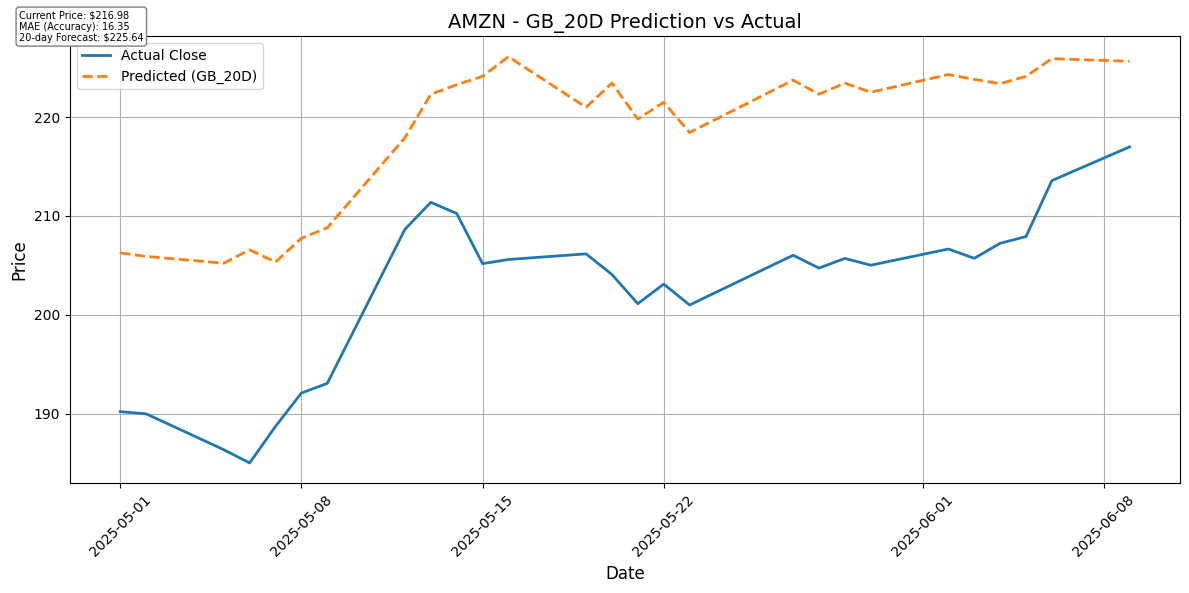 AMZN - GB_20D Prediction vs Actual
Current Price: $216.98
MAE (Accuracy): 16.35
20-day Forecast: $225.64
Actual Close
Predicted (GB_20D)
Price
220
210
200
190
2025-05-01
2025-05-08
2025-05-15
2025-05-22
2025-06-01
2025-06-08
Date